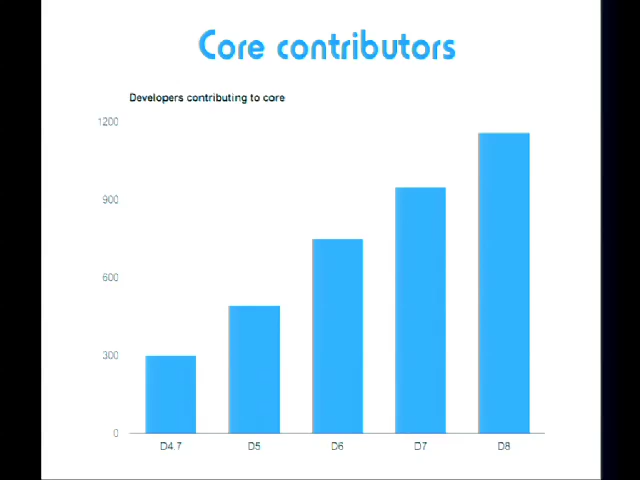 Core contributors
Developers contributing to core
1200
900
600
300
0
D4.7 D5 D6 D7 D8